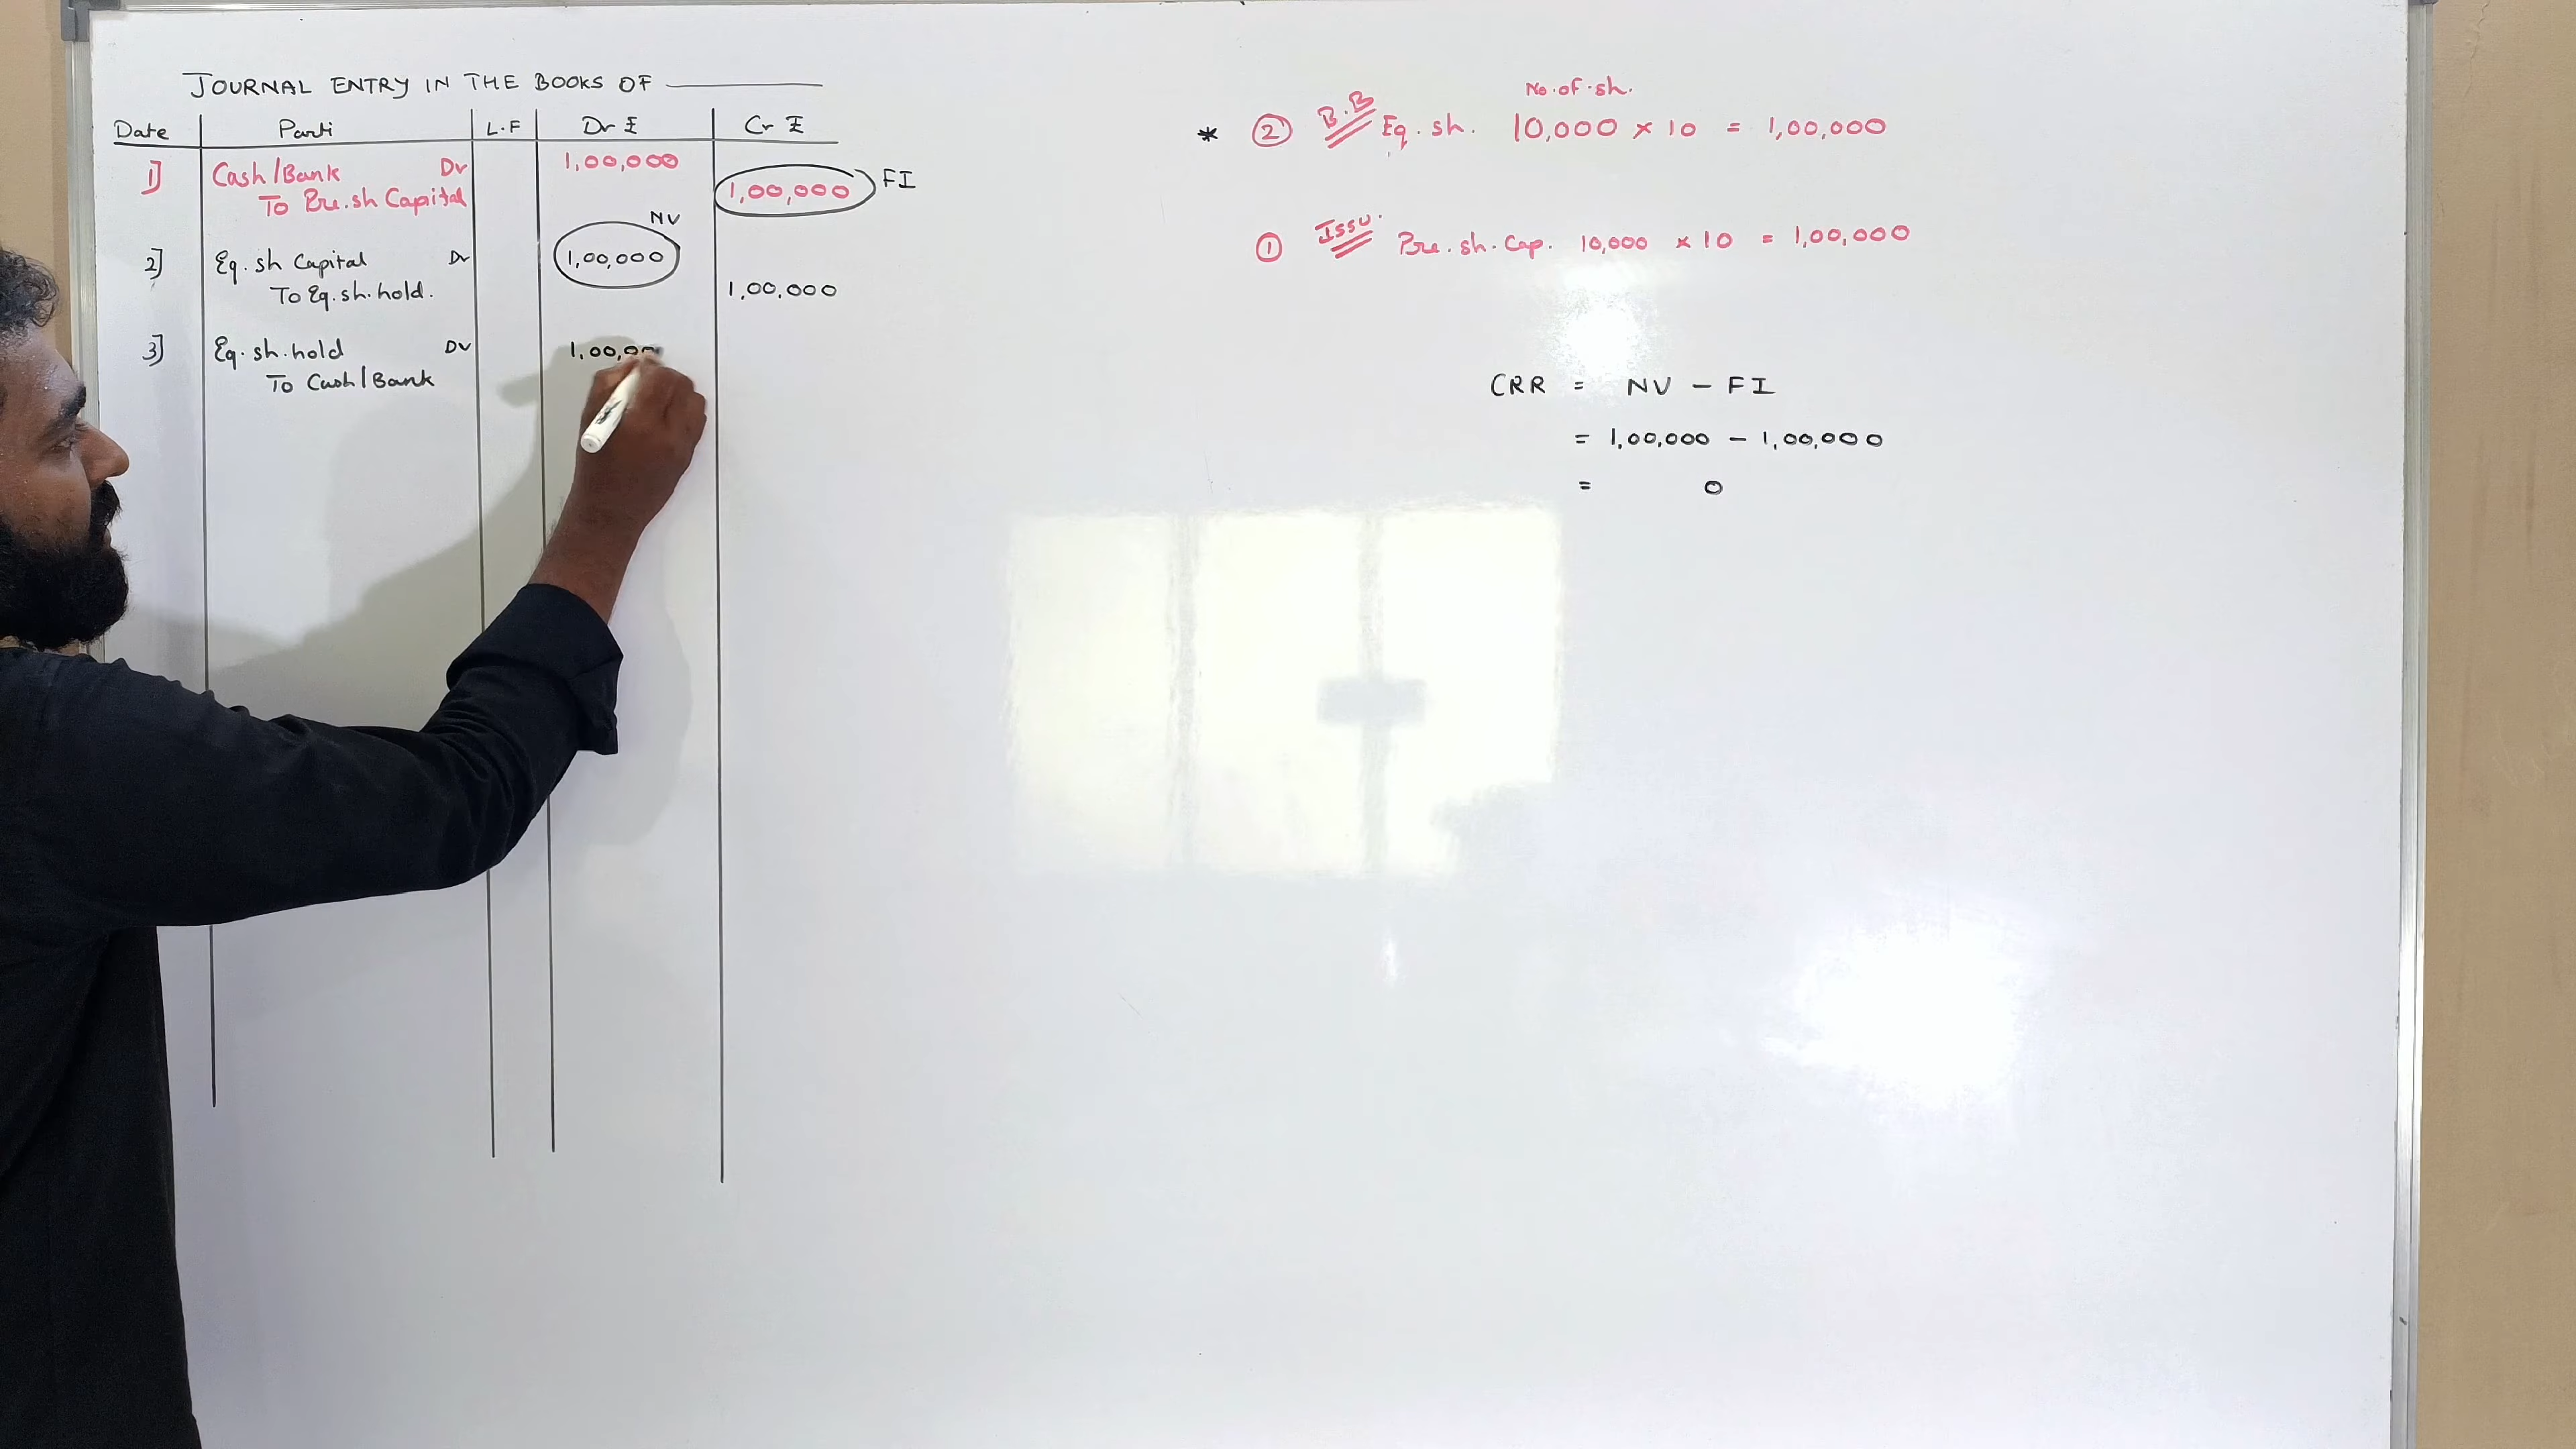 JOURNAL ENTRY IN THE BOOKS OF
Date Parti L.F Dr ₹ Cr ₹
1] Cash/Bank Dr 1,00,000
To Pre.sh Capital 1,00,000 FI
NV
2] Eq.sh Capital Dr 1,00,000
To Eq.sh.hold. 1,00,000
3] Eq.sh.hold Dr 1,00,00
To Cash/Bank
No.of.sh.
* ② B.B Eq.sh. 10,000 × 10 = 1,00,000
① Issu. Pre.sh.Cap. 10,000 × 10 = 1,00,000
CRR = NV - FI
= 1,00,000 - 1,00,000
= 0